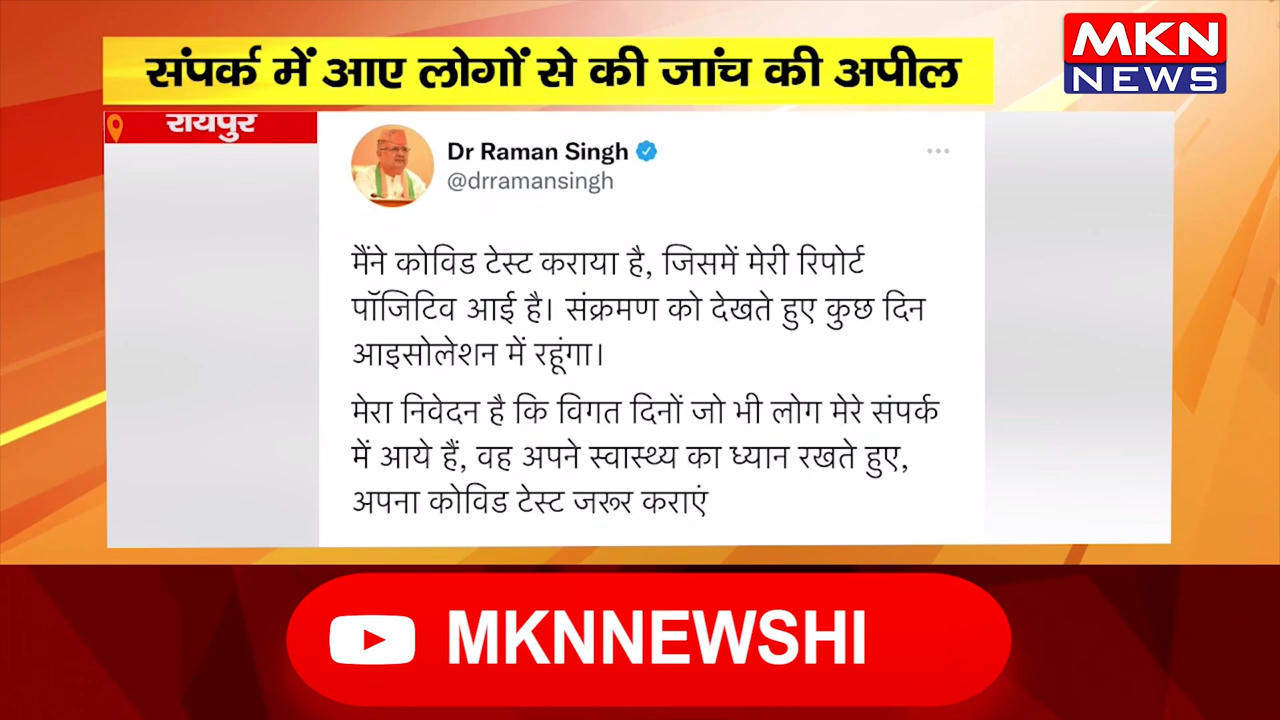 संपर्क में आए लोगों से की जांच की अपील
MKN
NEWS
रायपुर
Dr Raman Singh
@drramansingh
मैंने कोविड टेस्ट कराया है, जिसमें मेरी रिपोर्ट
पॉजिटिव आई है। संक्रमण को देखते हुए कुछ दिन
आइसोलेशन में रहूंगा।
मेरा निवेदन है कि विगत दिनों जो भी लोग मेरे संपर्क
में आये हैं, वह अपने स्वास्थ्य का ध्यान रखते हुए,
अपना कोविड टेस्ट जरूर कराएं
MKNNEWSHI